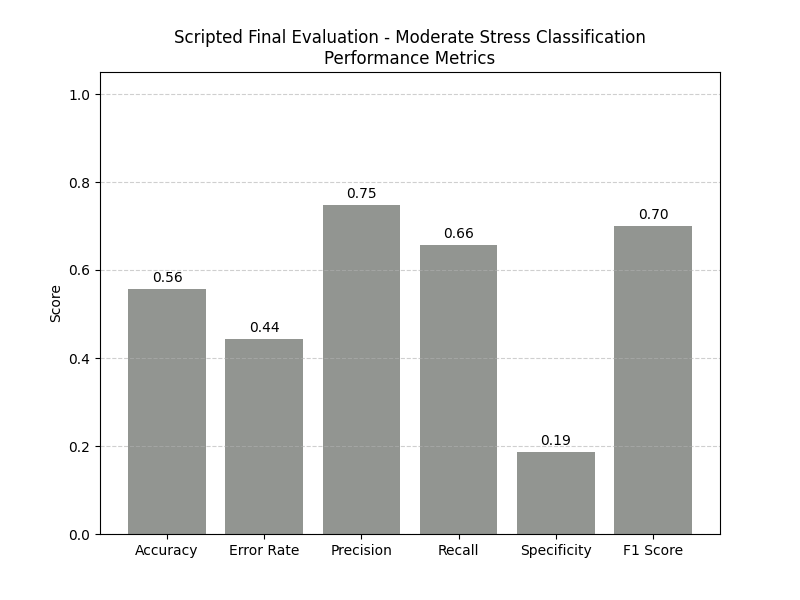 Scripted Final Evaluation - Moderate Stress Classification
Performance Metrics
Score
1.0
0.8
0.6
0.4
0.2
0.0
0.56
0.44
0.75
0.66
0.19
0.70
Accuracy
Error Rate
Precision
Recall
Specificity
F1 Score